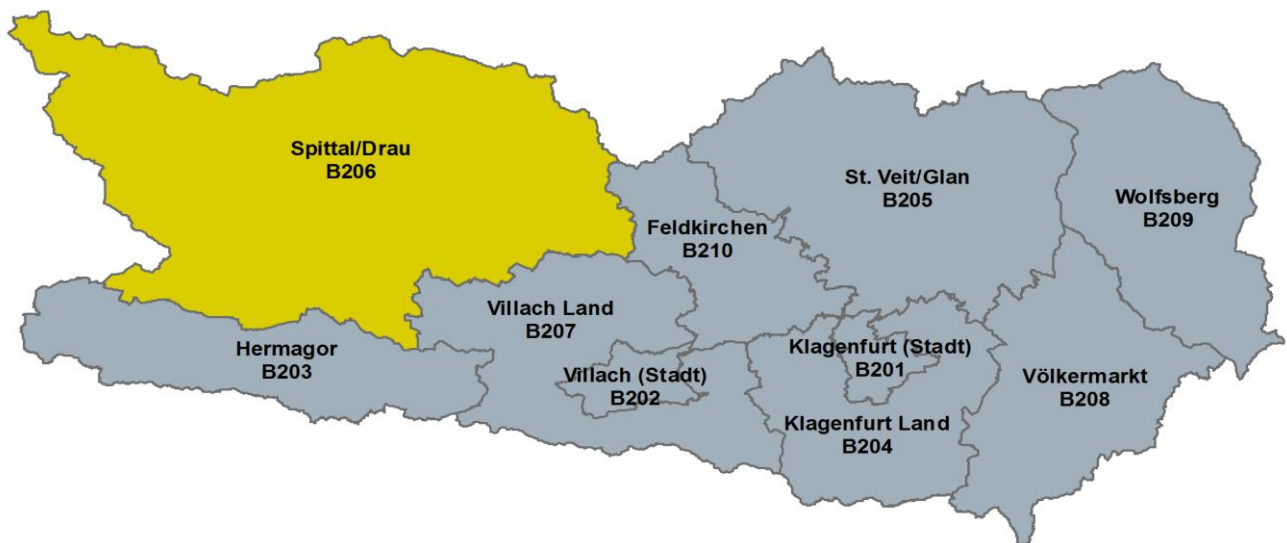 Spittal/Drau
B206
St. Veit/Glan
B205
Wolfsberg
B209
Feldkirchen
B210
Villach Land
B207
Hermagor
B203
Klagenfurt (Stadt)
B201
Villach (Stadt)
B202
Völkermarkt
B208
Klagenfurt Land
B204